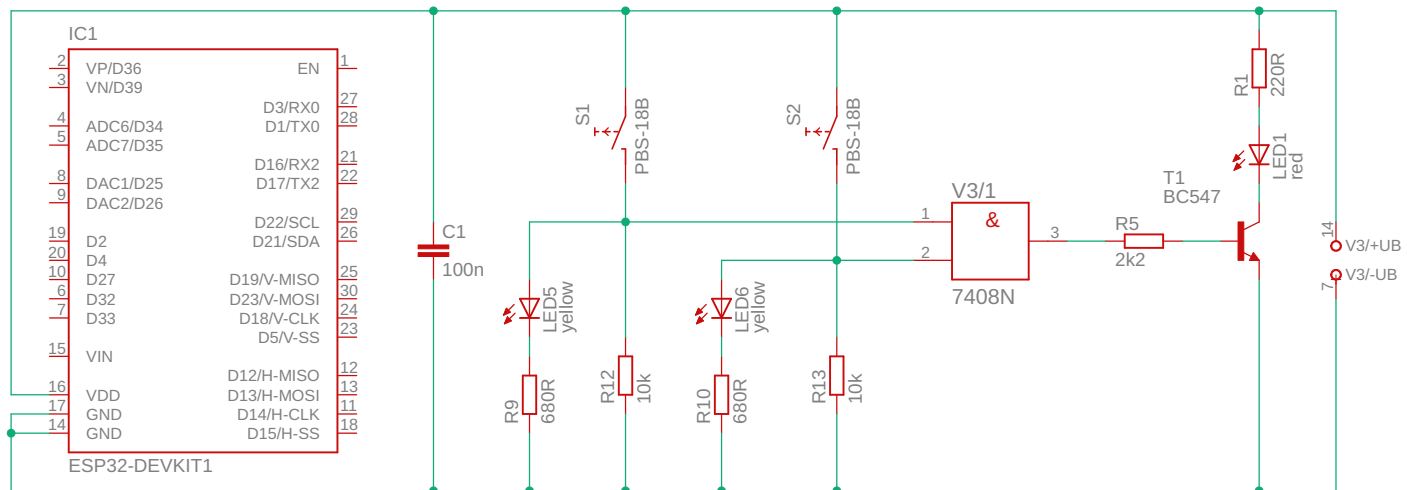 IC1
2 VP/D36 EN 1
3 VN/D39
D3/RX0 27
4 ADC6/D34 D1/TX0 28
5 ADC7/D35
D16/RX2 21
8 DAC1/D25 D17/TX2 22
9 DAC2/D26
D22/SCL 29
19 D2 D21/SDA 26
20 D4
10 D27 D19/V-MISO 25
6 D32 D23/V-MOSI 30
7 D33 D18/V-CLK 24
D5/V-SS 23
15 VIN
D12/H-MISO 12
16 VDD D13/H-MOSI 13
17 GND D14/H-CLK 11
14 GND D15/H-SS 18
ESP32-DEVKIT1
C1
100n
S1
PBS-18B
S2
PBS-18B
LED5
yellow
R9
680R
R12
10k
LED6
yellow
R10
680R
R13
10k
V3/1
&
1
2
3
7408N
R5
2k2
T1
BC547
R1
220R
LED1
red
14
V3/+UB
V3/-UB
7